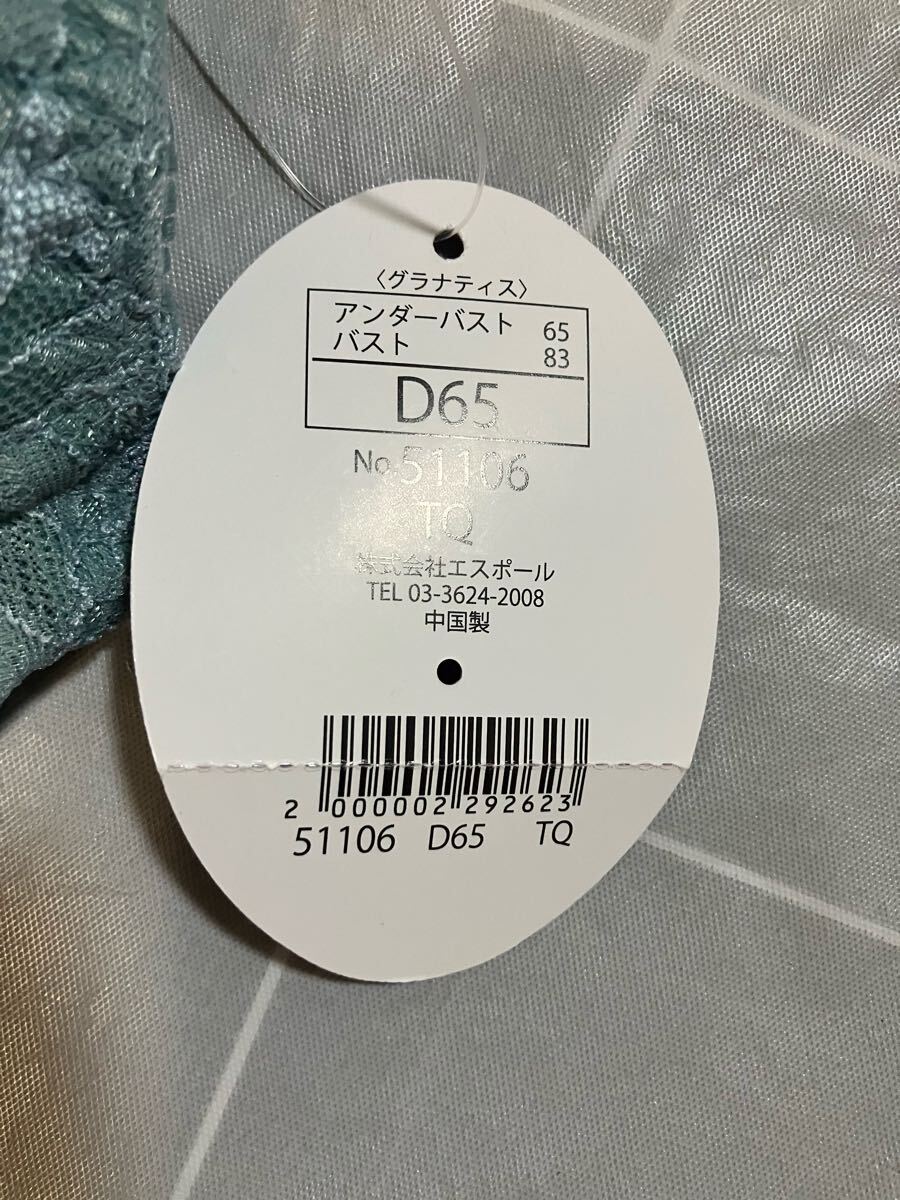 〈グラナティス〉
アンダーバスト 65
バスト 83
D65
No.51106
TQ
株式会社エスポール
TEL 03-3624-2008
中国製
2 000002 292623
51106 D65 TQ